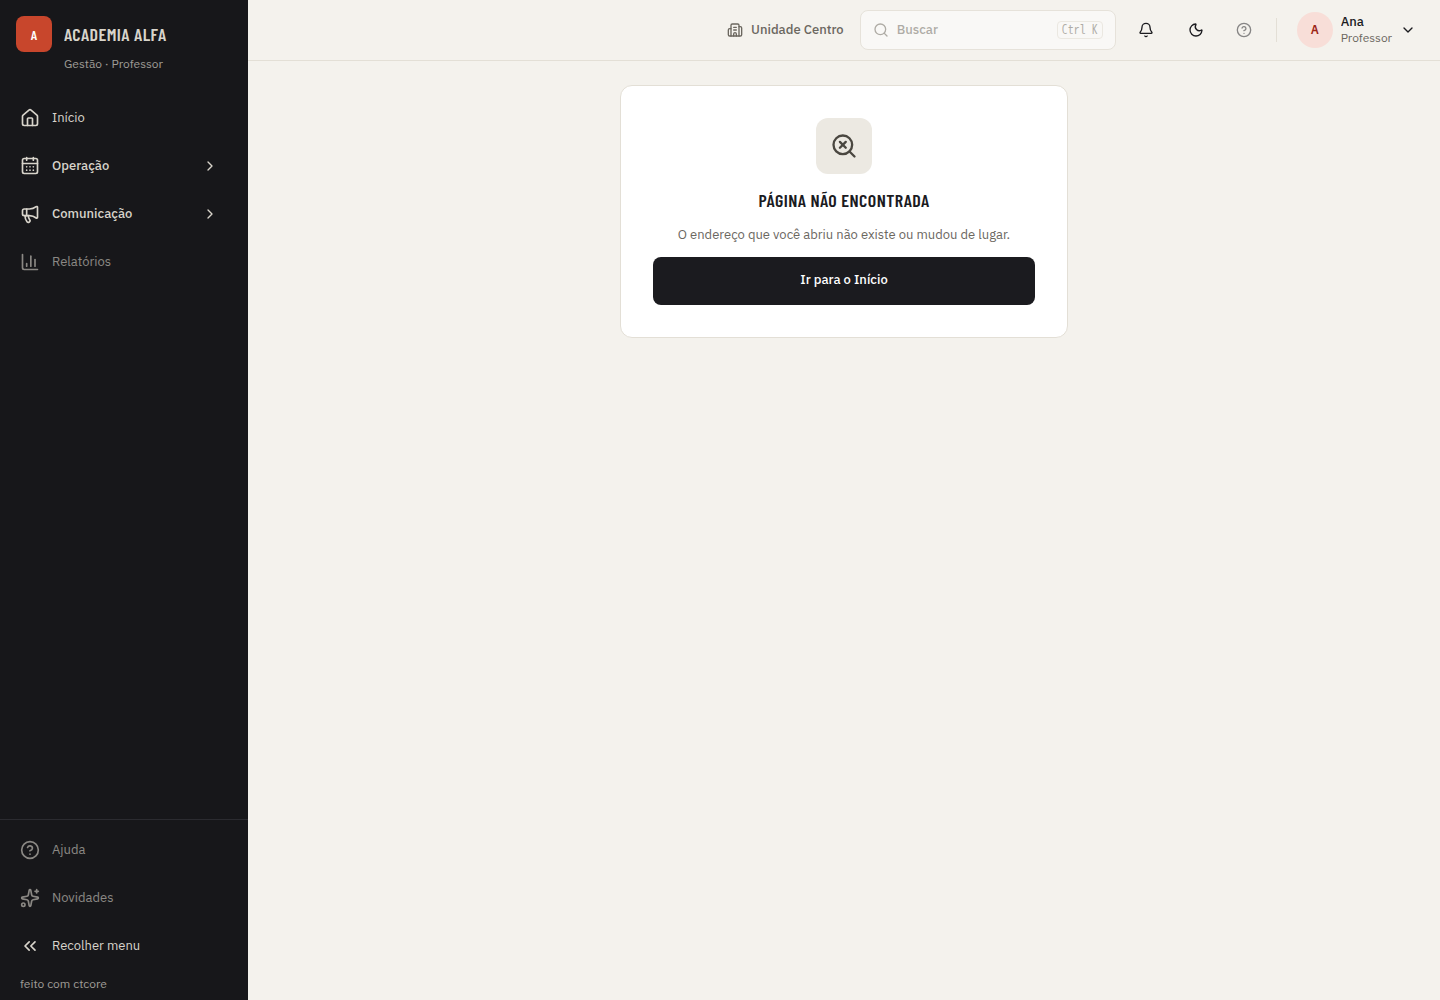 A
ACADEMIA ALFA
Gestão · Professor
Início
Operação
Comunicação
Relatórios
Ajuda
Novidades
Recolher menu
feito com ctcore
Unidade Centro
Buscar
Ctrl K
A
Ana
Professor
PÁGINA NÃO ENCONTRADA
O endereço que você abriu não existe ou mudou de lugar.
Ir para o Início